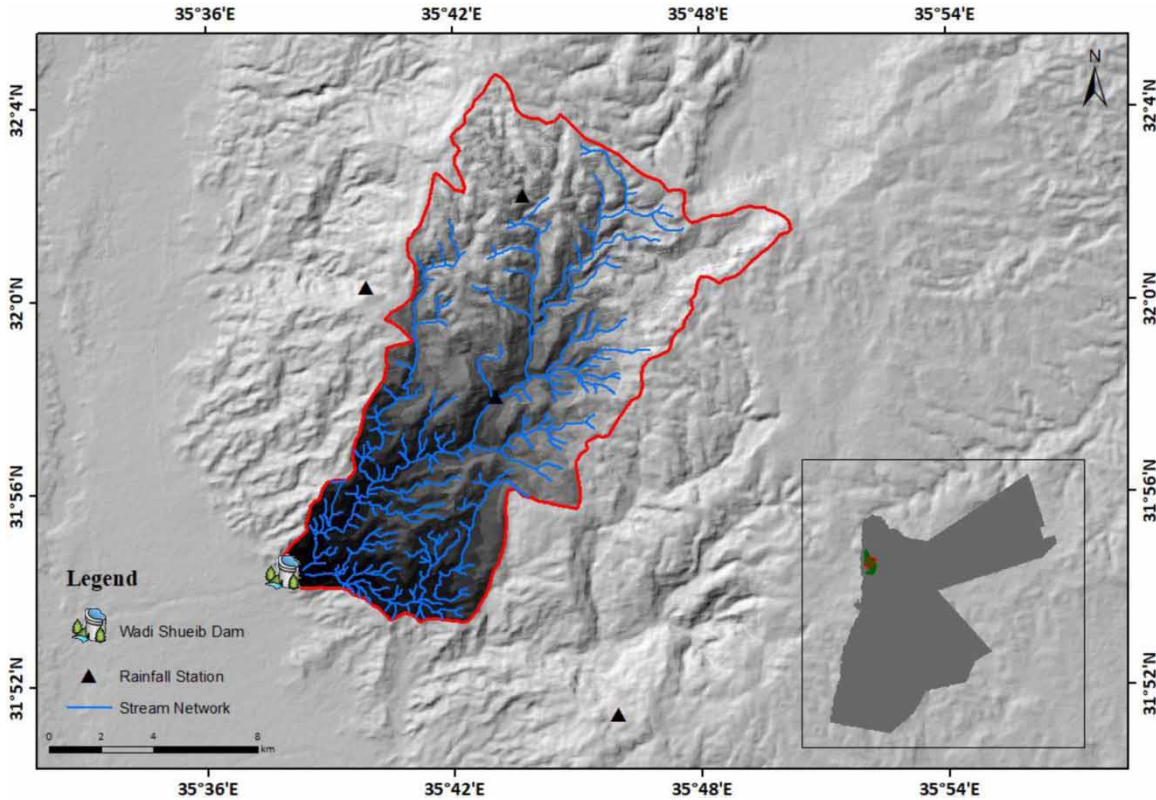 35°36'E 35°42'E 35°48'E 35°54'E
N
32°4'N 32°4'N
32°0'N 32°0'N
31°56'N 31°56'N
31°52'N 31°52'N
Legend
Wadi Shueib Dam
Rainfall Station
Stream Network
0 2 4 8
km
35°36'E 35°42'E 35°48'E 35°54'E